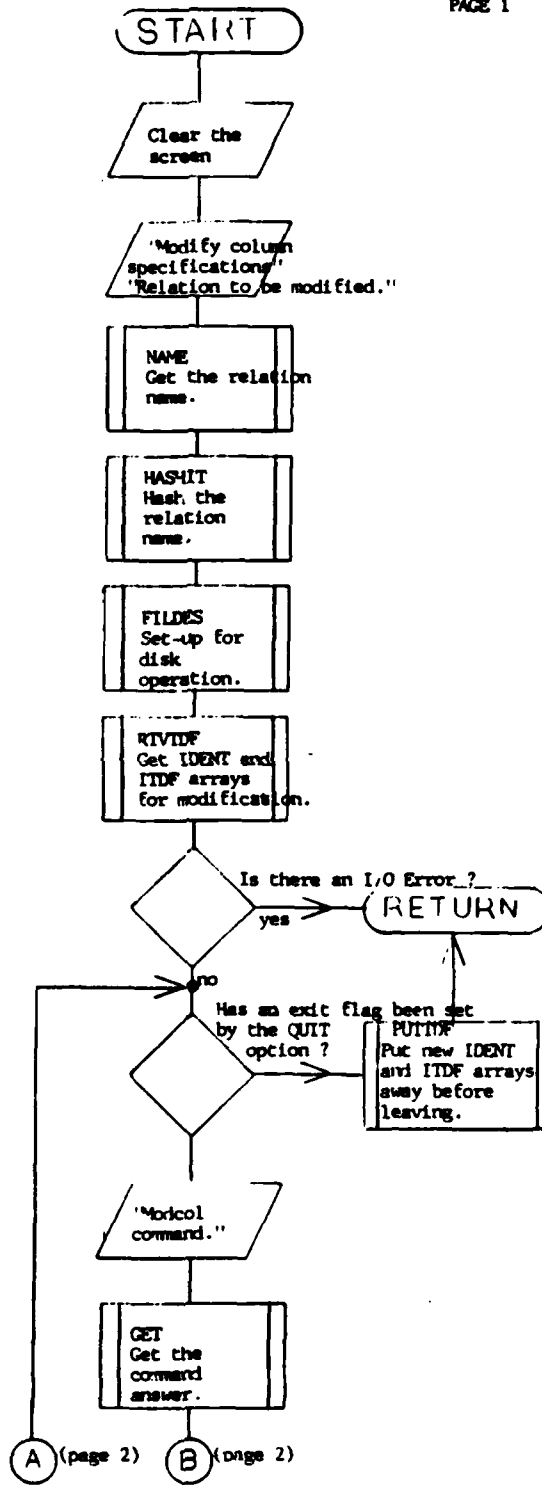 PAGE 1
START
Clear the
screen
"Modify column
specifications"
"Relation to be modified."
NAME
Get the relation
name.
HASHIT
Hash the
relation
name.
FILDES
Set-up for
disk
operation.
RTVTDF
Get IDENT and
ITDF arrays
for modification.
Is there an I/O Error ?
yes
RETURN
no
Has an exit flag been set
by the QUIT
option ?
PUTTDF
Put new IDENT
and ITDF arrays
away before
leaving.
"Modcol
command."
GET
Get the
command
answer.
A (page 2)
B (page 2)